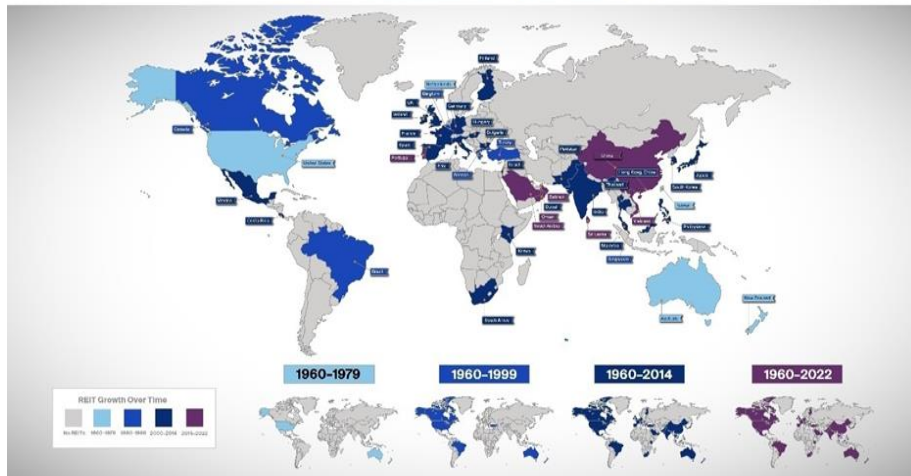 Finland
Netherlands
Belgium
UK
Germany
Ireland
Hungary
France
Bulgaria
Spain
Turkey
Canada
Portugal
Pakistan
China
Israel
United States
Italy
Hong Kong, China
Greece
Thailand
Japan
Bahrain
South Korea
Mexico
Dubai
Taiwan
Oman
India
Vietnam
Costa Rica
Saudi Arabia
Philippines
Sri Lanka
Malaysia
Kenya
Singapore
Brazil
New Zealand
Australia
South Africa
1960–1979
1960–1999
1960–2014
1960–2022
REIT Growth Over Time
No REITs
1960-1979
1980-1999
2000-2014
2015-2022